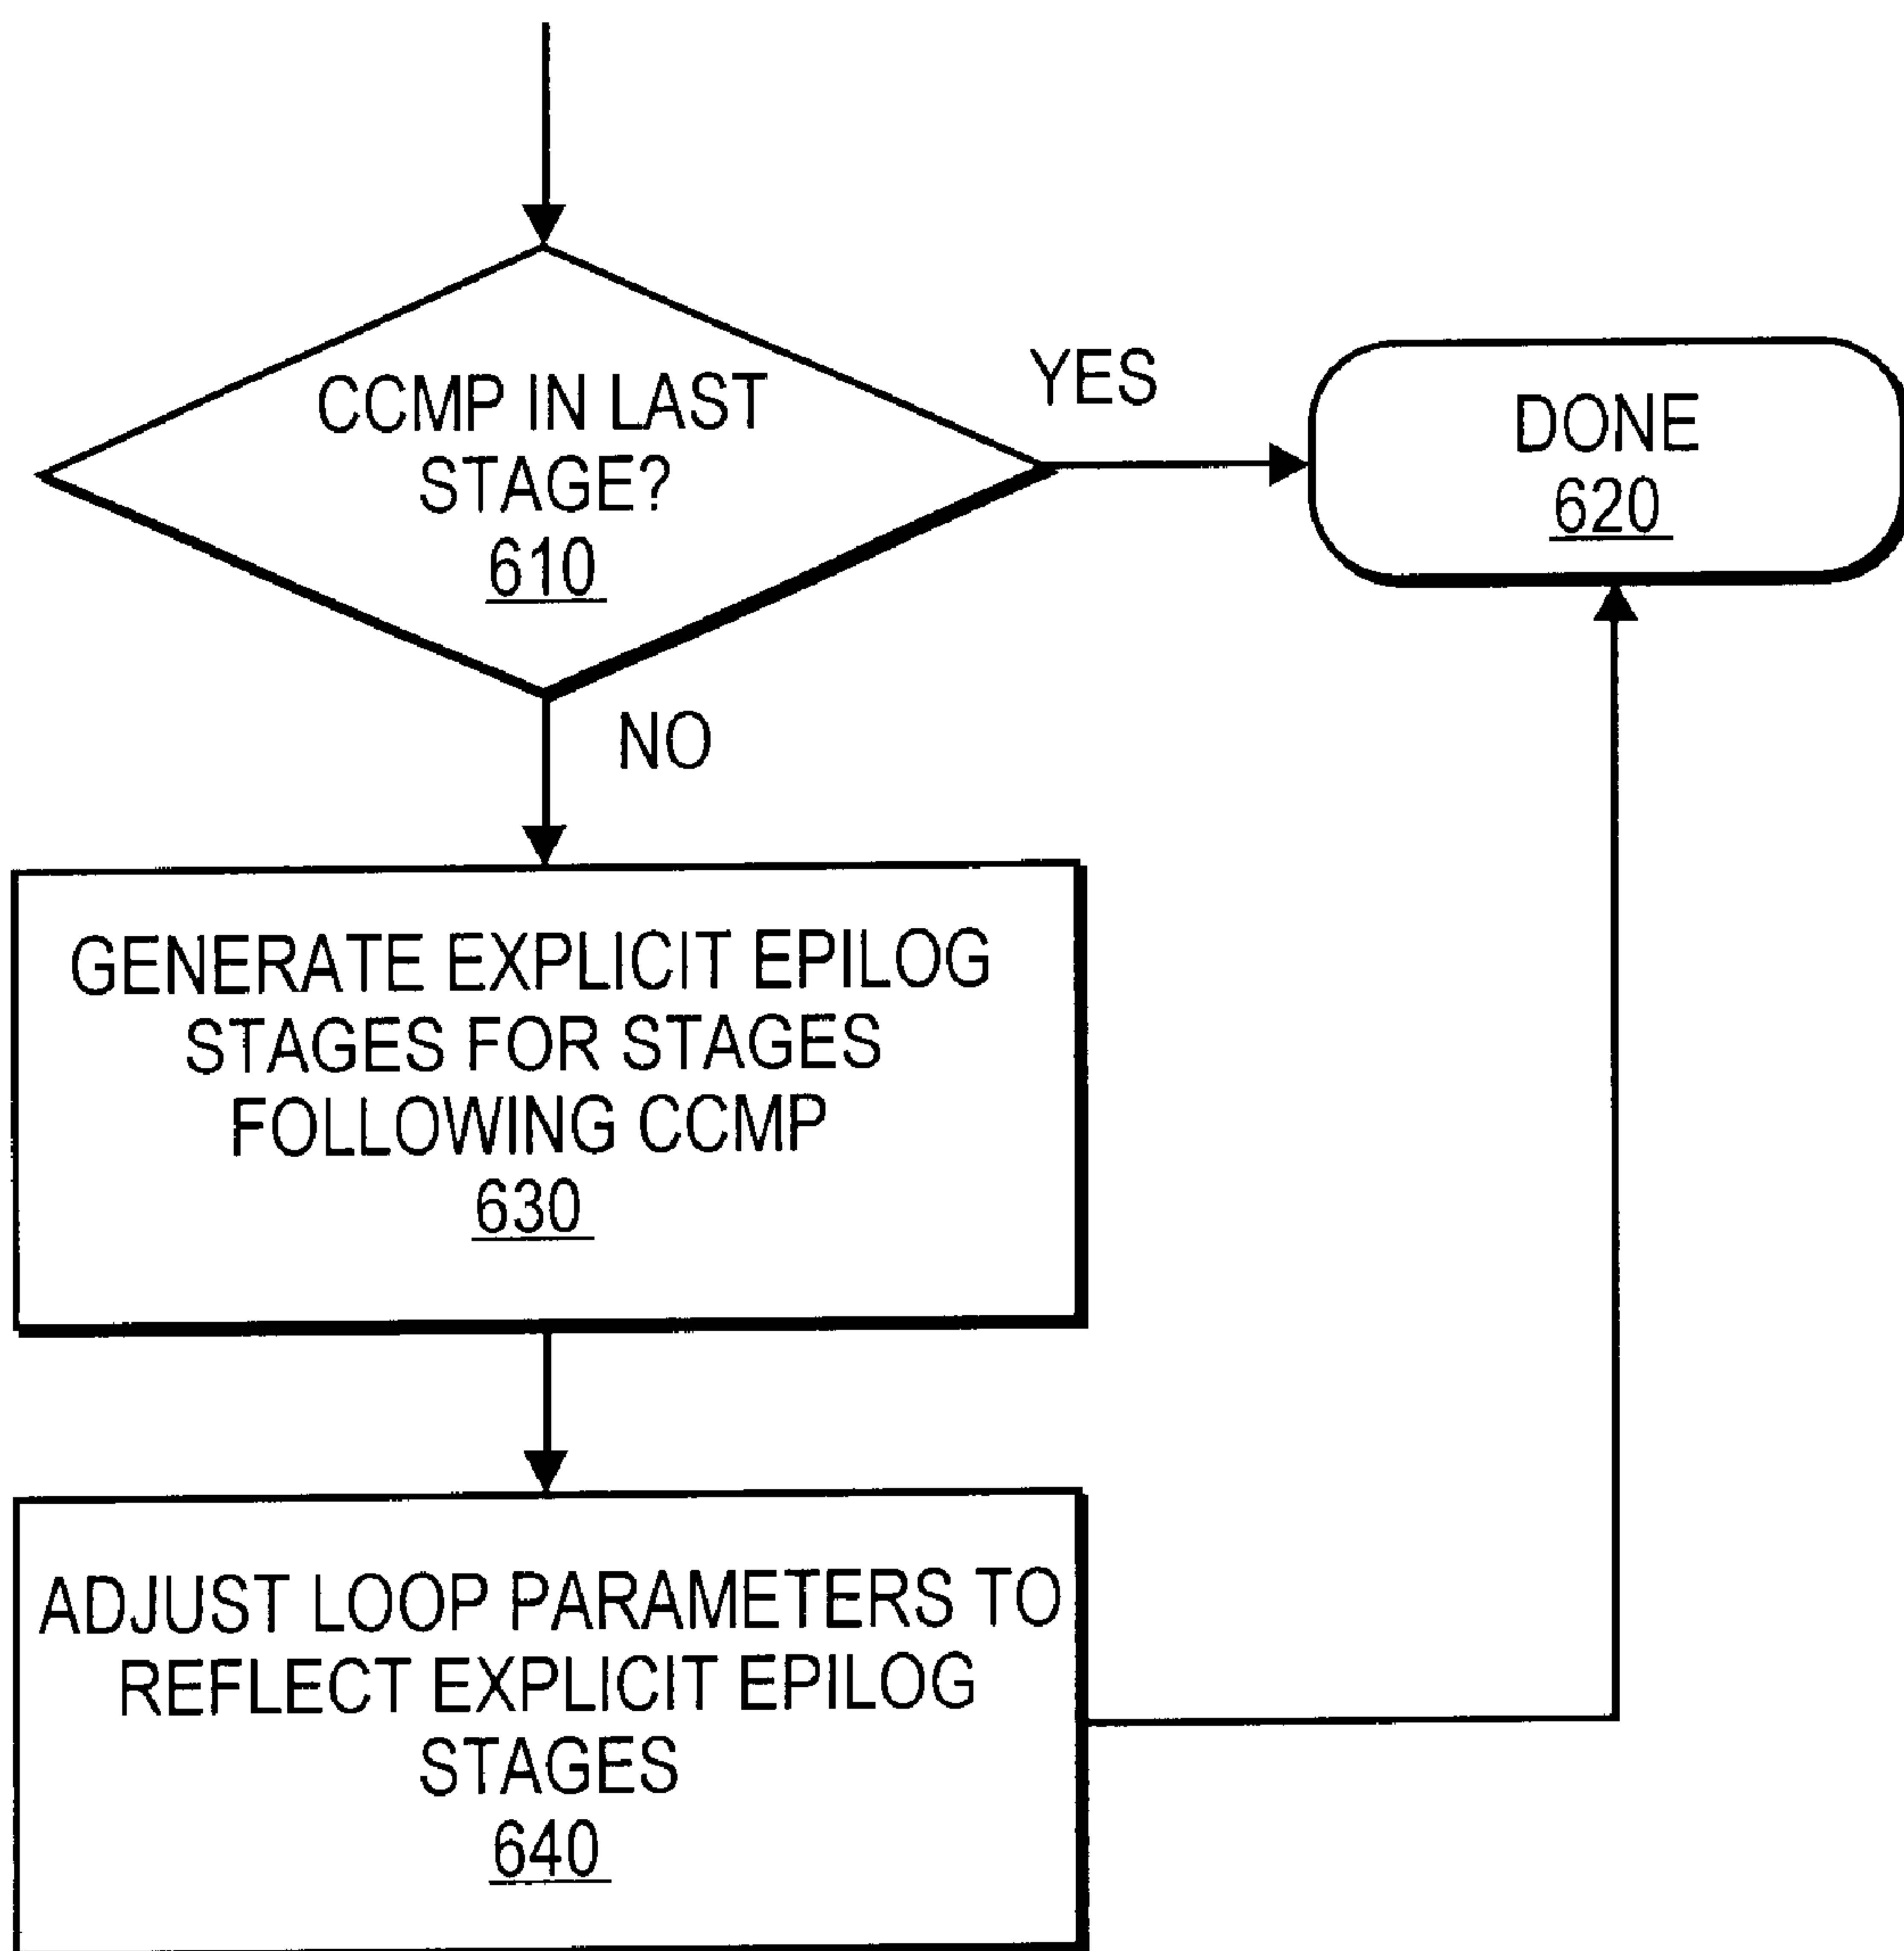 CCMP IN LAST
STAGE?
610
YES
DONE
620
NO
GENERATE EXPLICIT EPILOG
STAGES FOR STAGES
FOLLOWING CCMP
630
ADJUST LOOP PARAMETERS TO
REFLECT EXPLICIT EPILOG
STAGES
640